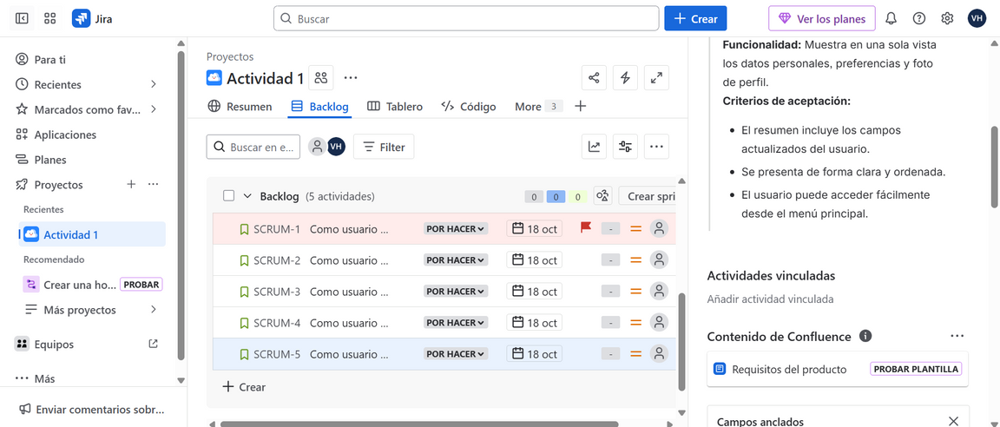 Jira
Buscar
Crear
Ver los planes
VH
Para ti
Recientes
Marcados como fav...
Aplicaciones
Planes
Proyectos
Recientes
Actividad 1
Recomendado
Crear una ho... PROBAR
Más proyectos
Equipos
Más
Enviar comentarios sobr...
Proyectos
Actividad 1
Resumen
Backlog
Tablero
Código
More 3
Buscar en e...
VH
Filter
Backlog (5 actividades) 0 0 0 Crear spri
SCRUM-1 Como usuario ... POR HACER 18 oct -
SCRUM-2 Como usuario ... POR HACER 18 oct -
SCRUM-3 Como usuario ... POR HACER 18 oct -
SCRUM-4 Como usuario ... POR HACER 18 oct -
SCRUM-5 Como usuario ... POR HACER 18 oct -
Crear
Funcionalidad: Muestra en una sola vista
los datos personales, preferencias y foto
de perfil.
Criterios de aceptación:
• El resumen incluye los campos
actualizados del usuario.
• Se presenta de forma clara y ordenada.
• El usuario puede acceder fácilmente
desde el menú principal.
Actividades vinculadas
Añadir actividad vinculada
Contenido de Confluence
Requisitos del producto PROBAR PLANTILLA
Campos anclados